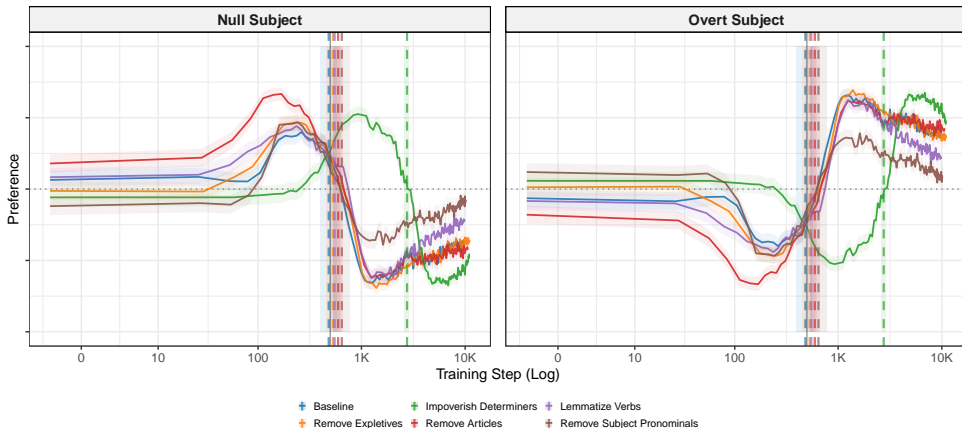 Null Subject
Overt Subject
Preference
0 10 100 1K 10K
0 10 100 1K 10K
Training Step (Log)
Baseline Impoverish Determiners Lemmatize Verbs
Remove Expletives Remove Articles Remove Subject Pronominals